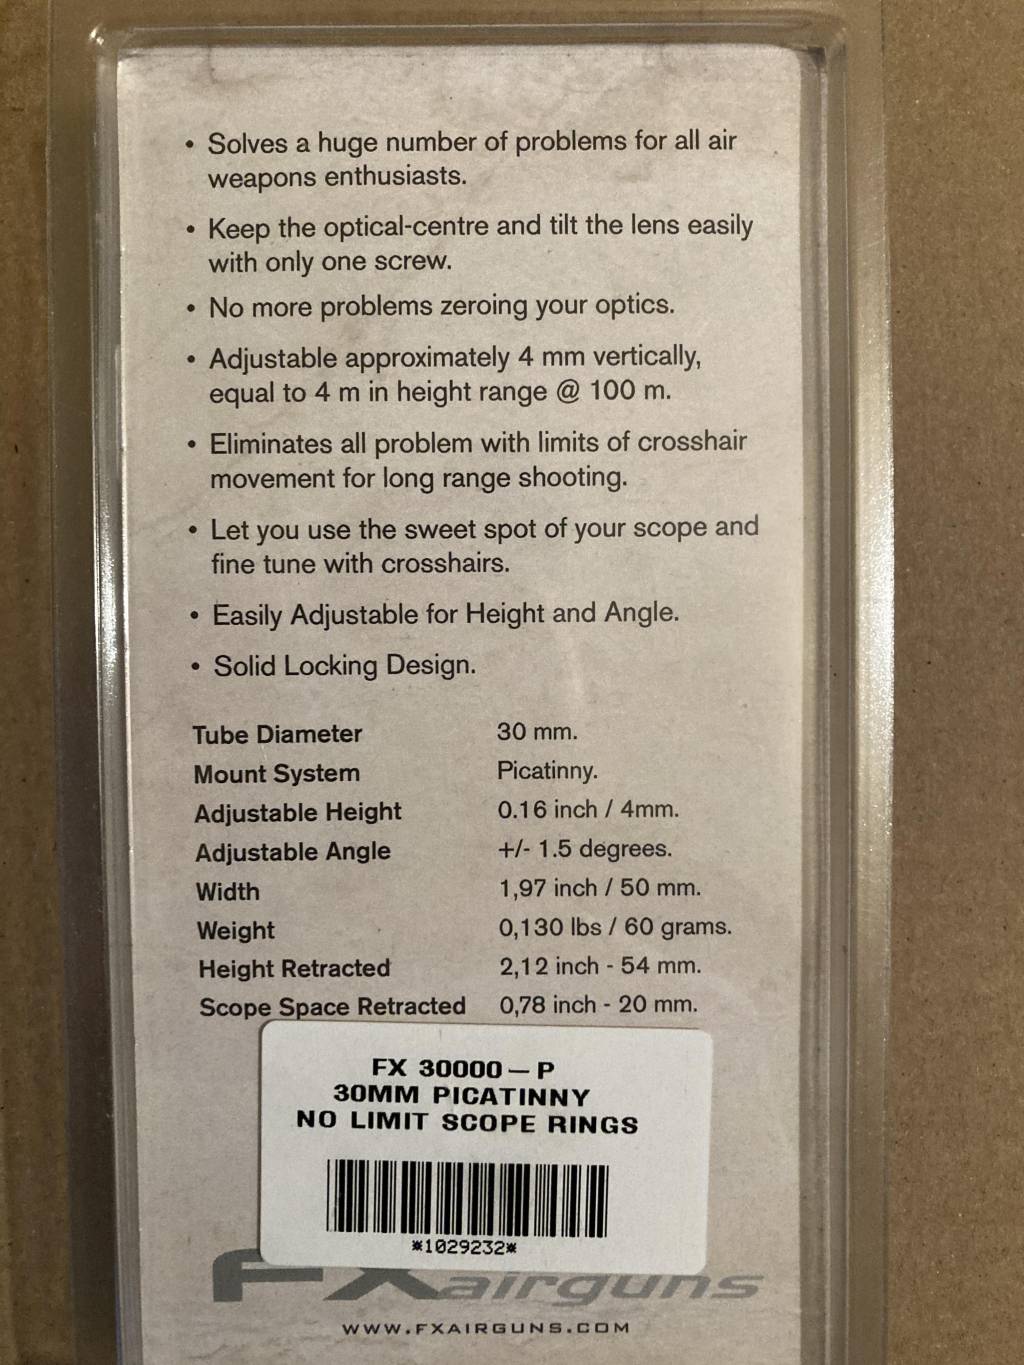 • Solves a huge number of problems for all air
weapons enthusiasts.
• Keep the optical-centre and tilt the lens easily
with only one screw.
• No more problems zeroing your optics.
• Adjustable approximately 4 mm vertically,
equal to 4 m in height range @ 100 m.
• Eliminates all problem with limits of crosshair
movement for long range shooting.
• Let you use the sweet spot of your scope and
fine tune with crosshairs.
• Easily Adjustable for Height and Angle.
• Solid Locking Design.
Tube Diameter 30 mm.
Mount System Picatinny.
Adjustable Height 0.16 inch / 4mm.
Adjustable Angle +/- 1.5 degrees.
Width 1,97 inch / 50 mm.
Weight 0,130 lbs / 60 grams.
Height Retracted 2,12 inch - 54 mm.
Scope Space Retracted 0,78 inch - 20 mm.
FX 30000-P
30MM PICATINNY
NO LIMIT SCOPE RINGS
*1029232*
FXairguns
WWW.FXAIRGUNS.COM